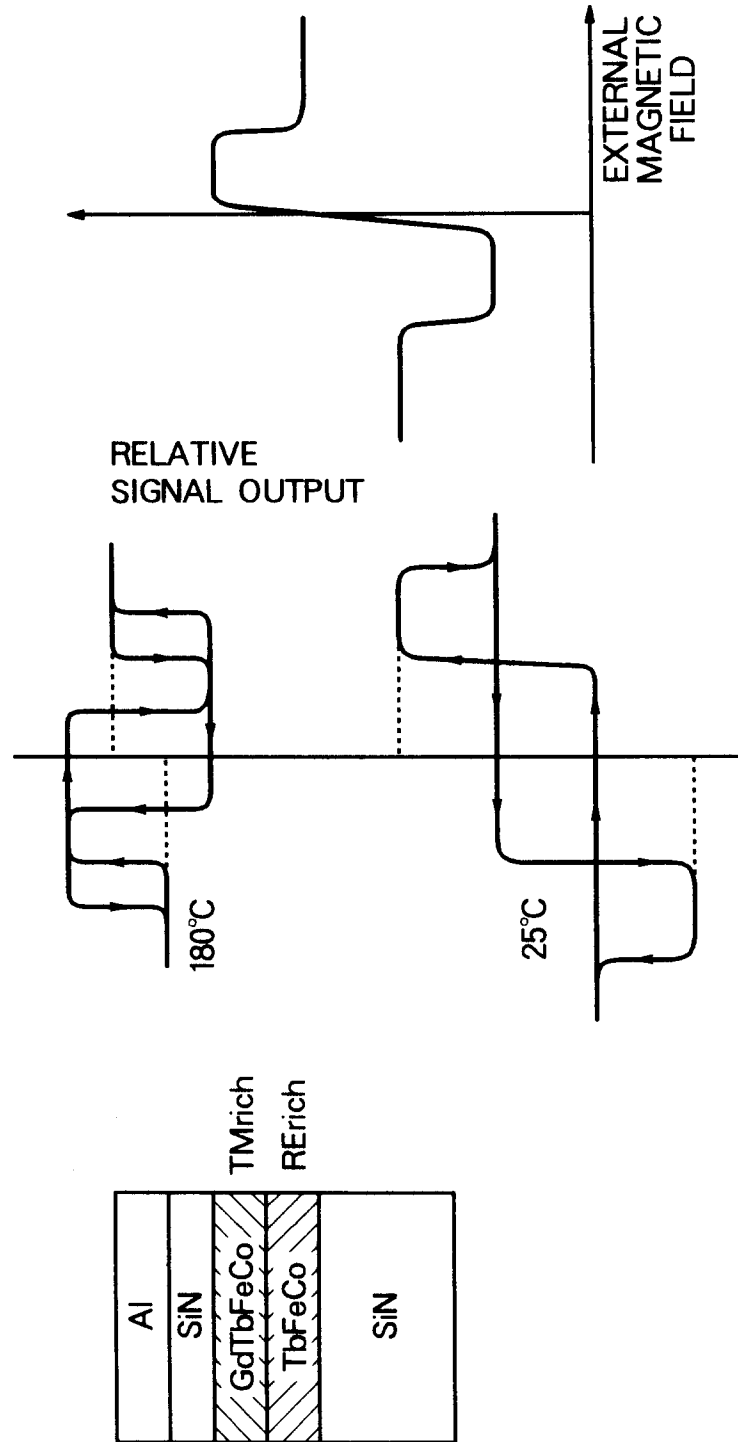 RELATIVE
SIGNAL OUTPUT
EXTERNAL
MAGNETIC
FIELD
180°C
25°C
Al
SiN
GdTbFeCo
TMrich
TbFeCo
RErich
SiN